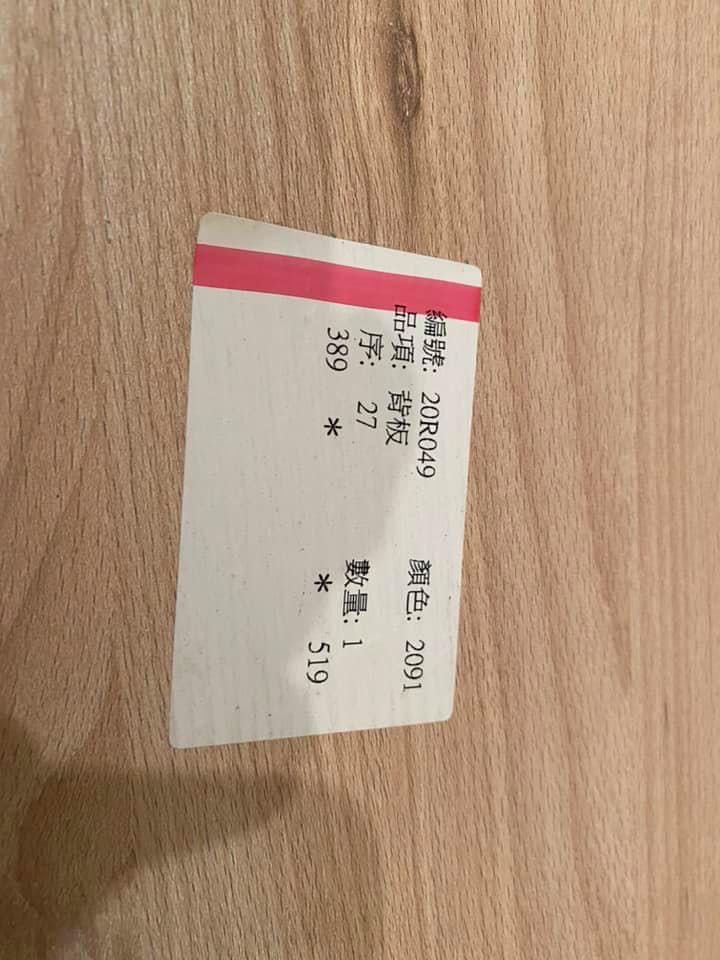 編號: 20R049 顏色: 2091
品項: 背板
序: 27 數量: 1
389 * * 519